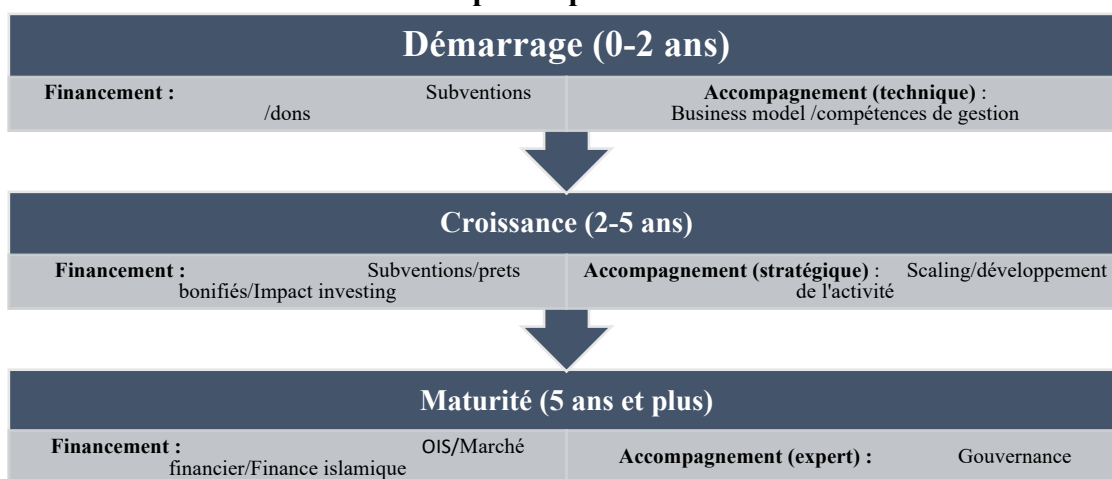 Démarrage (0-2 ans)
Financement : Subventions
/dons
Accompagnement (technique) :
Business model /compétences de gestion
Croissance (2-5 ans)
Financement : Subventions/prets
bonifiés/Impact investing
Accompagnement (stratégique) : Scaling/développement
de l'activité
Maturité (5 ans et plus)
Financement : OIS/Marché
financier/Finance islamique
Accompagnement (expert) : Gouvernance